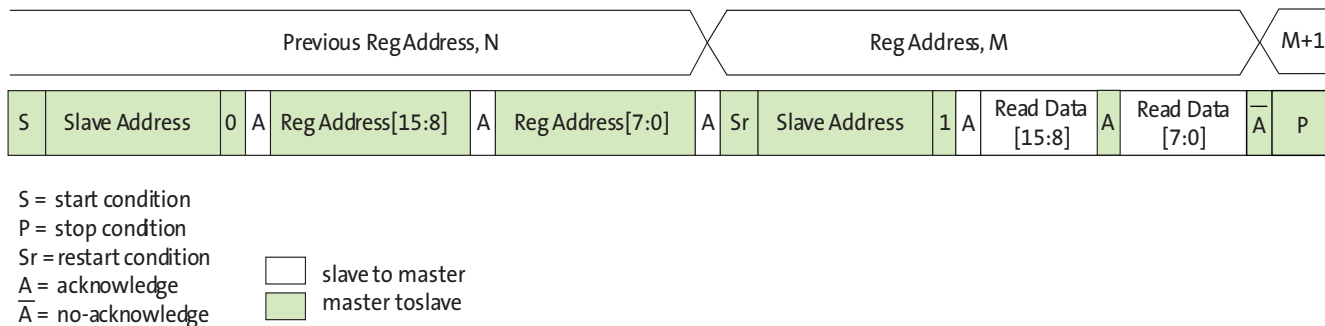 Previous Reg Address, N Reg Address, M M+1
S Slave Address 0 A Reg Address[15:8] A Reg Address[7:0] A Sr Slave Address 1 A Read Data [15:8] A Read Data [7:0] A̅ P
S = start condition
P = stop condition
Sr = restart condition
A = acknowledge
A̅ = no-acknowledge
slave to master
master toslave